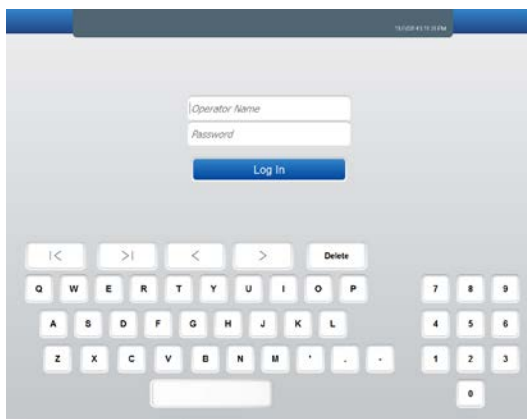 Operator Name
Password
Log In
|< >| < > Delete
Q W E R T Y U I O P 7 8 9
A S D F G H J K L 4 5 6
Z X C V B N M ' . - 1 2 3
0